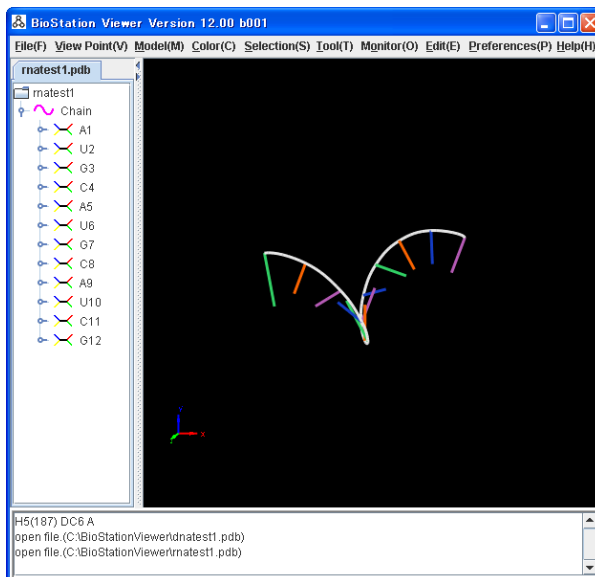 BioStation Viewer Version 12.00 b001
File(F) View Point(V) Model(M) Color(C) Selection(S) Tool(T) Monitor(O) Edit(E) Preferences(P) Help(H)
rnatest1.pdb
rnatest1
Chain
A1
U2
G3
C4
A5
U6
G7
C8
A9
U10
C11
G12
X
H5(187) DC6 A
open file.(C:\BioStationViewer\dnatest1.pdb)
open file.(C:\BioStationViewer\rnatest1.pdb)